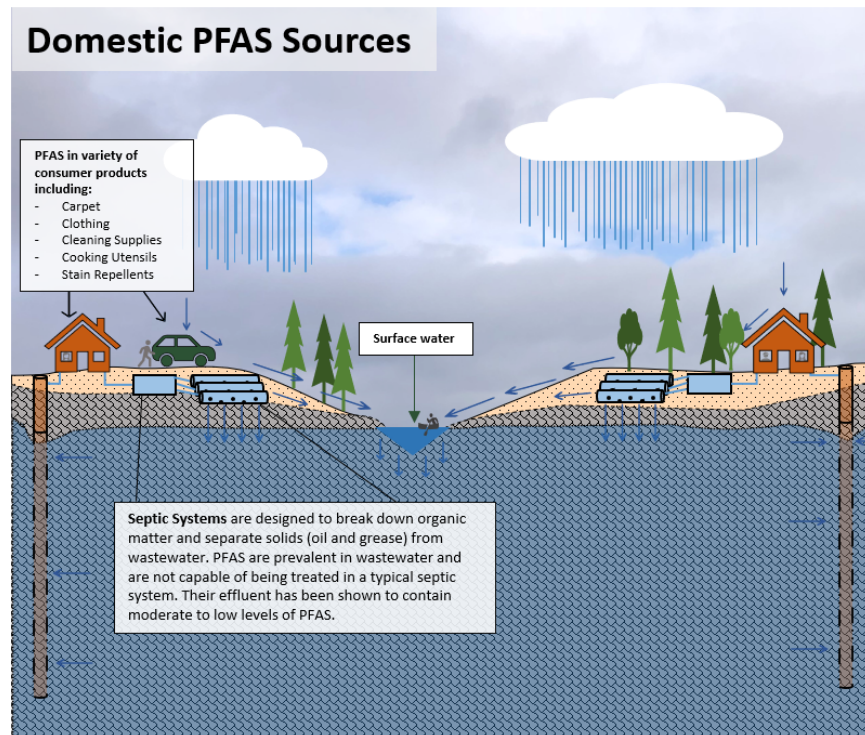 Domestic PFAS Sources
PFAS in variety of
consumer products
including:
- Carpet
- Clothing
- Cleaning Supplies
- Cooking Utensils
- Stain Repellents
Surface water
Septic Systems are designed to break down organic
matter and separate solids (oil and grease) from
wastewater. PFAS are prevalent in wastewater and
are not capable of being treated in a typical septic
system. Their effluent has been shown to contain
moderate to low levels of PFAS.